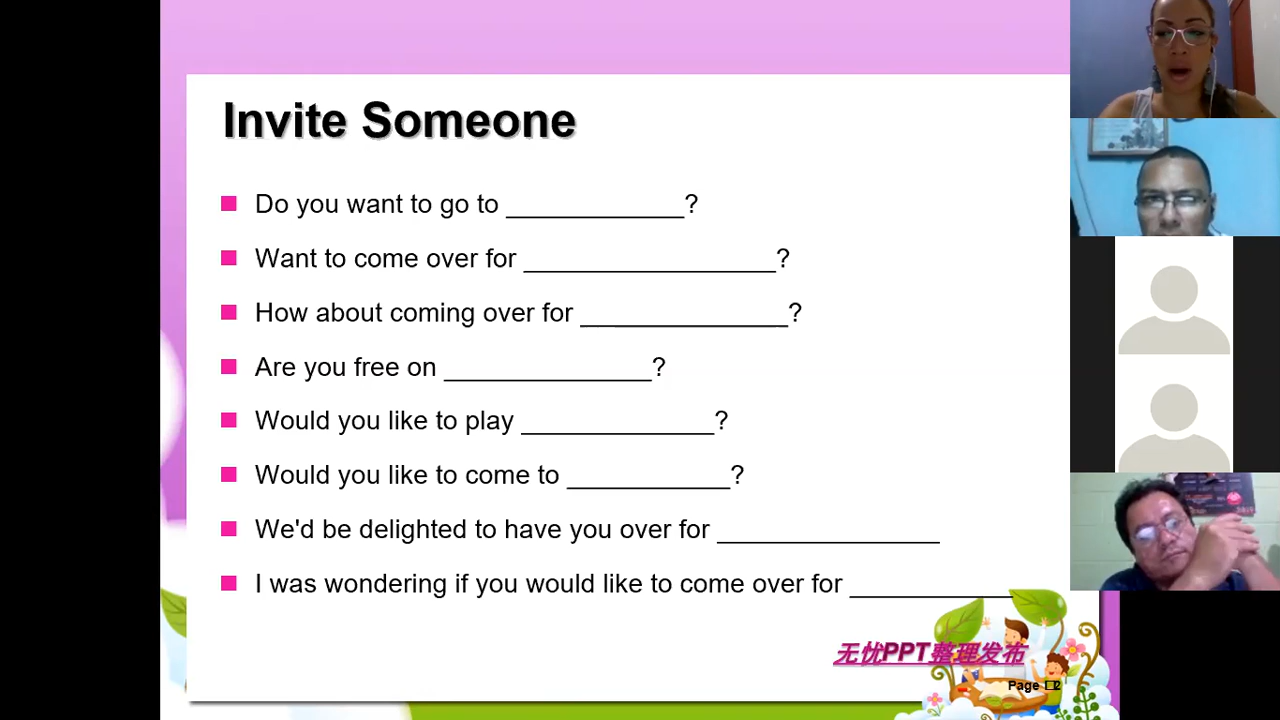 Invite Someone
Do you want to go to ____________?
Want to come over for _________________?
How about coming over for ______________?
Are you free on ______________?
Would you like to play _____________?
Would you like to come to ___________?
We'd be delighted to have you over for _______________
I was wondering if you would like to come over for ___________
无忧PPT整理发布
Page 2